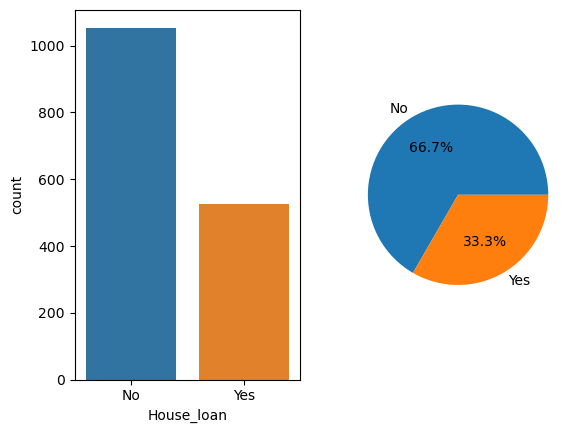 1000
800
600
400
200
0
count
No
Yes
House_loan
No
66.7%
33.3%
Yes